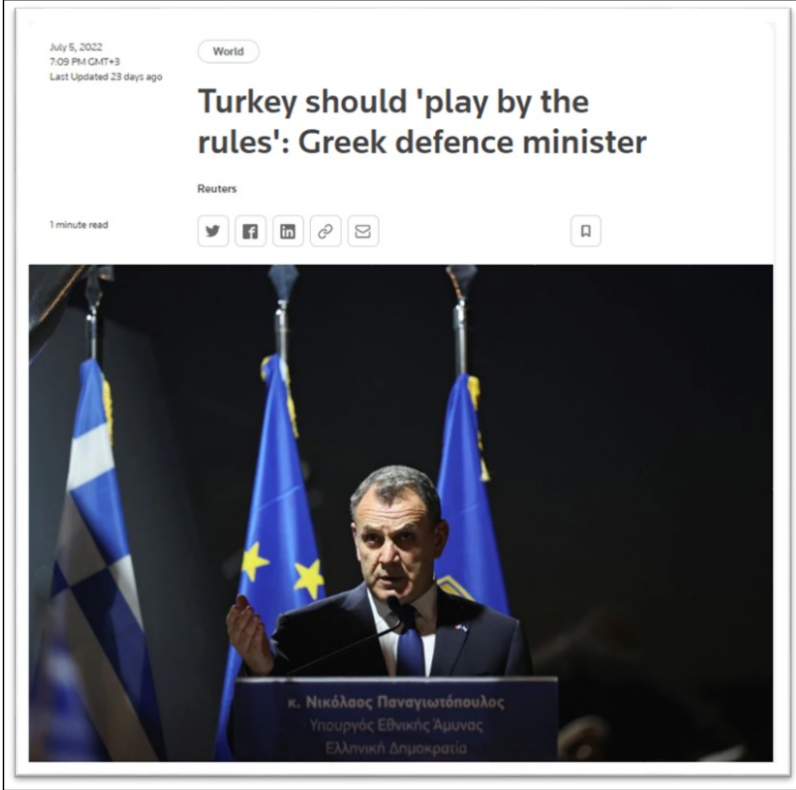 July 5, 2022
7:09 PM GMT+3
Last Updated 23 days ago
World
Turkey should 'play by the
rules': Greek defence minister
Reuters
1 minute read
κ. Νικόλαος Παναγιωτόπουλος
Υπουργός Εθνικής Άμυνας
Ελληνική Δημοκρατία